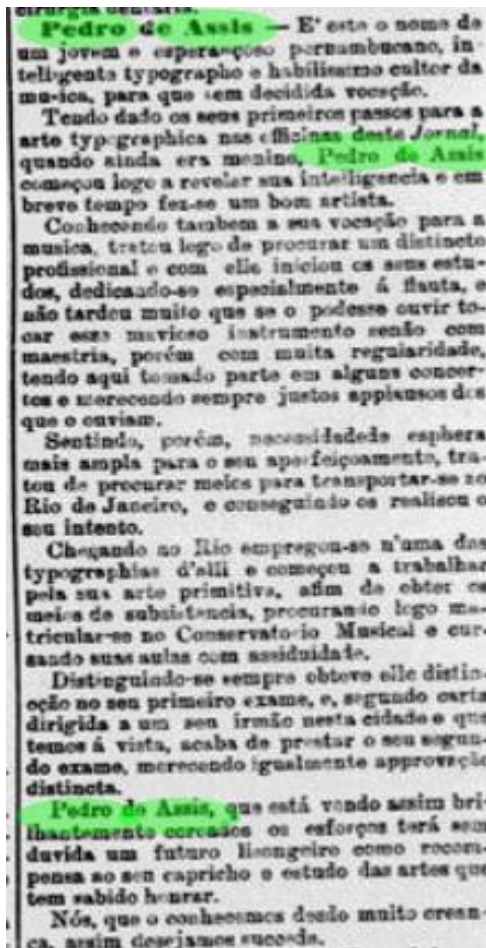 cirurgia dentaria.
Pedro de Assis — E' este o nome de
um jovem e esperançoso pernambucano, in-
telligente typographo e habilissimo cultor da
musica, para que tem decidida vocação.
Tendo dado os seus primeiros passos para a
arte typographica nas officinas deste Jornal,
quando ainda era menino, Pedro de Assis
começou logo a revelar sua intelligencia e em
breve tempo fez-se um bom artista.
Conhecendo tambem a sua vocação para a
musica, tratou logo de procurar um distincto
profissional e com elle iniciou os seus estu-
dos, dedicando-se especialmente á flauta, e
não tardou muito que se o podesse ouvir to-
car esse mavioso instrumento senão com
maestria, porém com muita regularidade,
tendo aqui tomado parte em alguns concer-
tos e merecendo sempre justos applausos dos
que o ouviam.
Sentindo, porém, necessidade de esphera
mais ampla para o seu aperfeiçoamento, tra-
tou de procurar meios para transportar-se ao
Rio de Janeiro, e conseguindo os realisou o
seu intento.
Chegando ao Rio empregou-se n'uma das
typographias d'alli e começou a trabalhar
pela sua arte primitiva, afim de obter os
meios de subsistencia, procurando logo ma-
tricular-se no Conservatorio Musical e cur-
sando suas aulas com assiduidade.
Distinguindo-se sempre obteve elle distin-
cção no seu primeiro exame, e, segundo carta
dirigida a um seu irmão nesta cidade e que
temos á vista, acaba de prestar o seu segun-
do exame, merecendo igualmente approvação
distincta.
Pedro de Assis, que está vendo assim bri-
lhantemente coroados os esforços terá sem
duvida um futuro lisongeiro como recom-
pensa ao seu capricho e estudo das artes que
tem sabido honrar.
Nós, que o conhecemos desde muito crean-
ça, assim desejamos succeda.